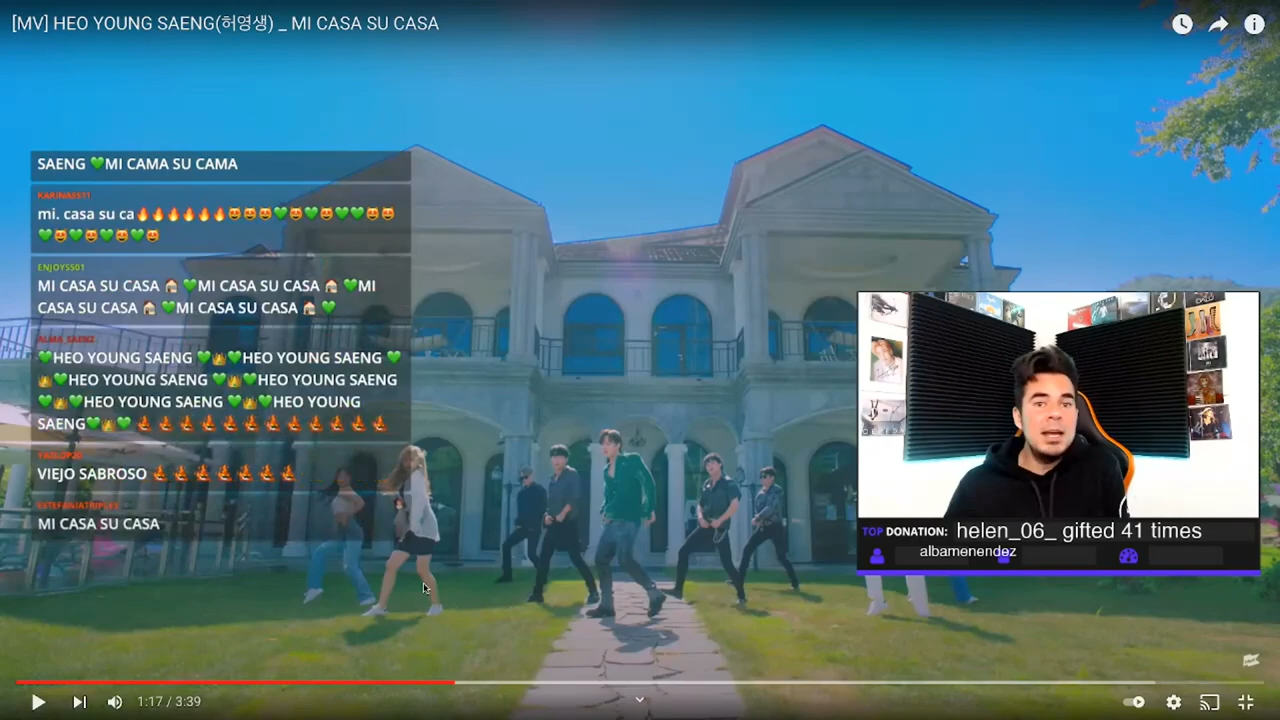 [MV] HEO YOUNG SAENG(허영생) _ MI CASA SU CASA
SAENG 💚MI CAMA SU CAMA
KARINASS11
mi. casa su ca🔥🔥🔥🔥🔥🔥😍😍😍💚😍💚😍💚💚😍😍
💚😍💚😍💚😍💚😍
ENJOYSS01
MI CASA SU CASA 🏠 💚MI CASA SU CASA 🏠 💚MI
CASA SU CASA 🏠 💚MI CASA SU CASA 🏠 💚
ALMA_SAENZ
💚HEO YOUNG SAENG 💚👑💚HEO YOUNG SAENG 💚
👑💚HEO YOUNG SAENG 💚👑💚HEO YOUNG SAENG
💚👑💚HEO YOUNG SAENG 💚👑💚HEO YOUNG
SAENG💚👑💚 🔥🔥🔥🔥🔥🔥🔥🔥🔥🔥🔥🔥
VIEJO SABROSO 🔥🔥🔥🔥🔥🔥🔥
MI CASA SU CASA
TOP DONATION: helen_06_ gifted 41 times
albamenendez
1:17 / 3:39